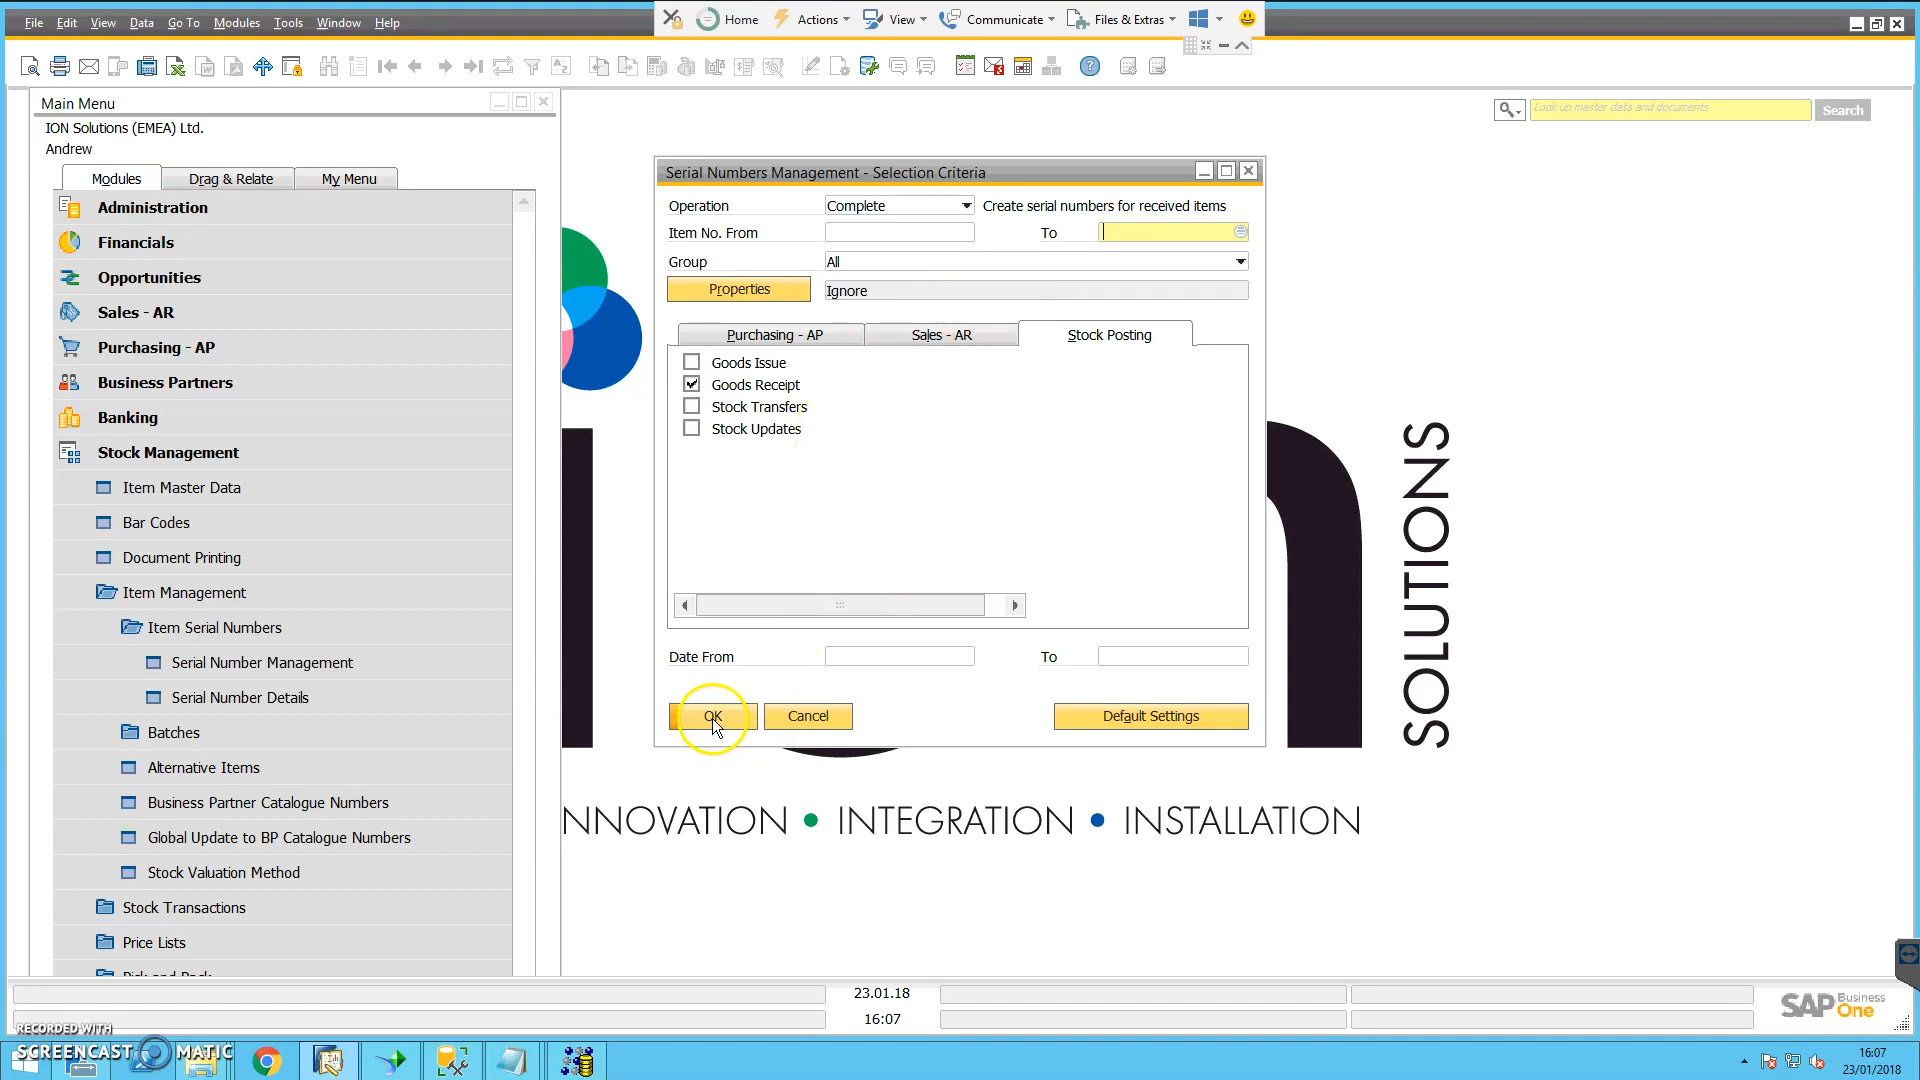 File Edit View Data Go To Modules Tools Window Help
Home Actions View Communicate Files & Extras
Main Menu
ION Solutions (EMEA) Ltd.
Andrew
Modules Drag & Relate My Menu
Administration
Financials
Opportunities
Sales - AR
Purchasing - AP
Business Partners
Banking
Stock Management
Item Master Data
Bar Codes
Document Printing
Item Management
Item Serial Numbers
Serial Number Management
Serial Number Details
Batches
Alternative Items
Business Partner Catalogue Numbers
Global Update to BP Catalogue Numbers
Stock Valuation Method
Stock Transactions
Price Lists
Pick and Pack
Look up master data and documents Search
Serial Numbers Management - Selection Criteria
Operation Complete Create serial numbers for received items
Item No. From To
Group All
Properties Ignore
Purchasing - AP Sales - AR Stock Posting
Goods Issue
Goods Receipt
Stock Transfers
Stock Updates
Date From To
OK Cancel Default Settings
SOLUTIONS
NNOVATION • INTEGRATION • INSTALLATION
23.01.18
16:07
SAP Business One
RECORDED WITH
SCREENCAST MATIC
16:07
23/01/2018